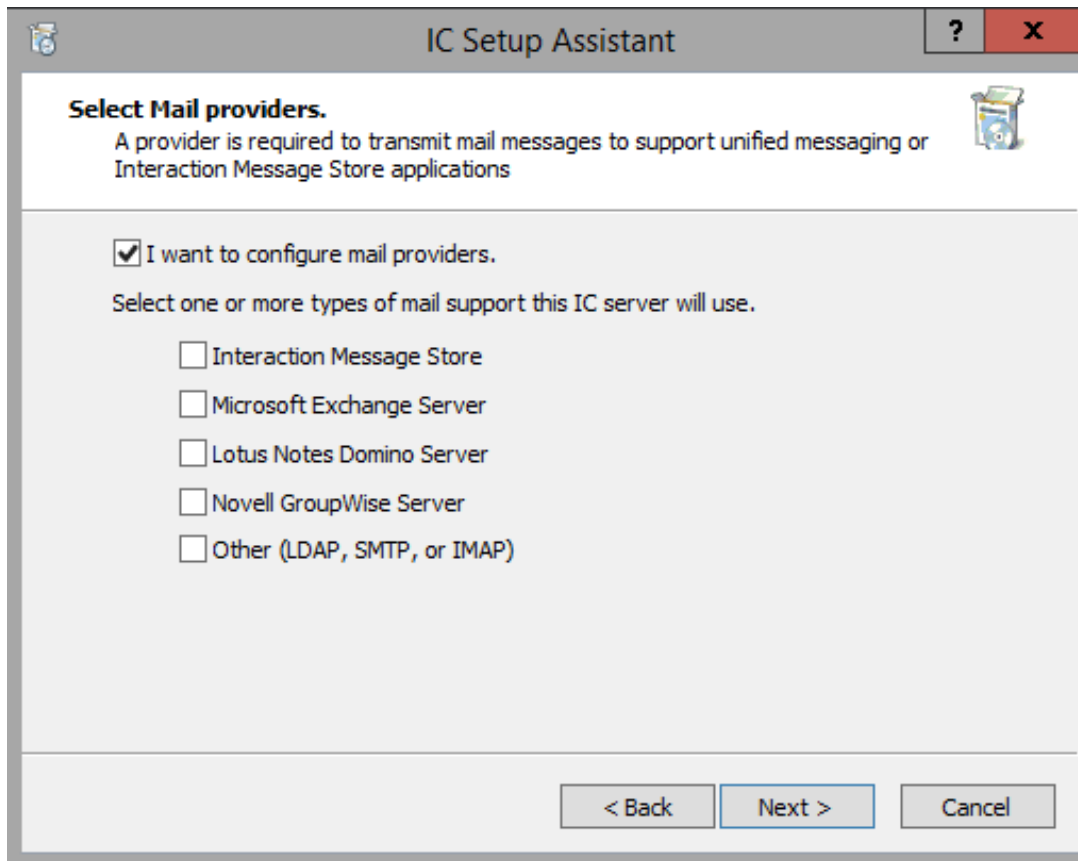 IC Setup Assistant
?
x
Select Mail providers.
A provider is required to transmit mail messages to support unified messaging or
Interaction Message Store applications
I want to configure mail providers.
Select one or more types of mail support this IC server will use.
Interaction Message Store
Microsoft Exchange Server
Lotus Notes Domino Server
Novell GroupWise Server
Other (LDAP, SMTP, or IMAP)
< Back
Next >
Cancel